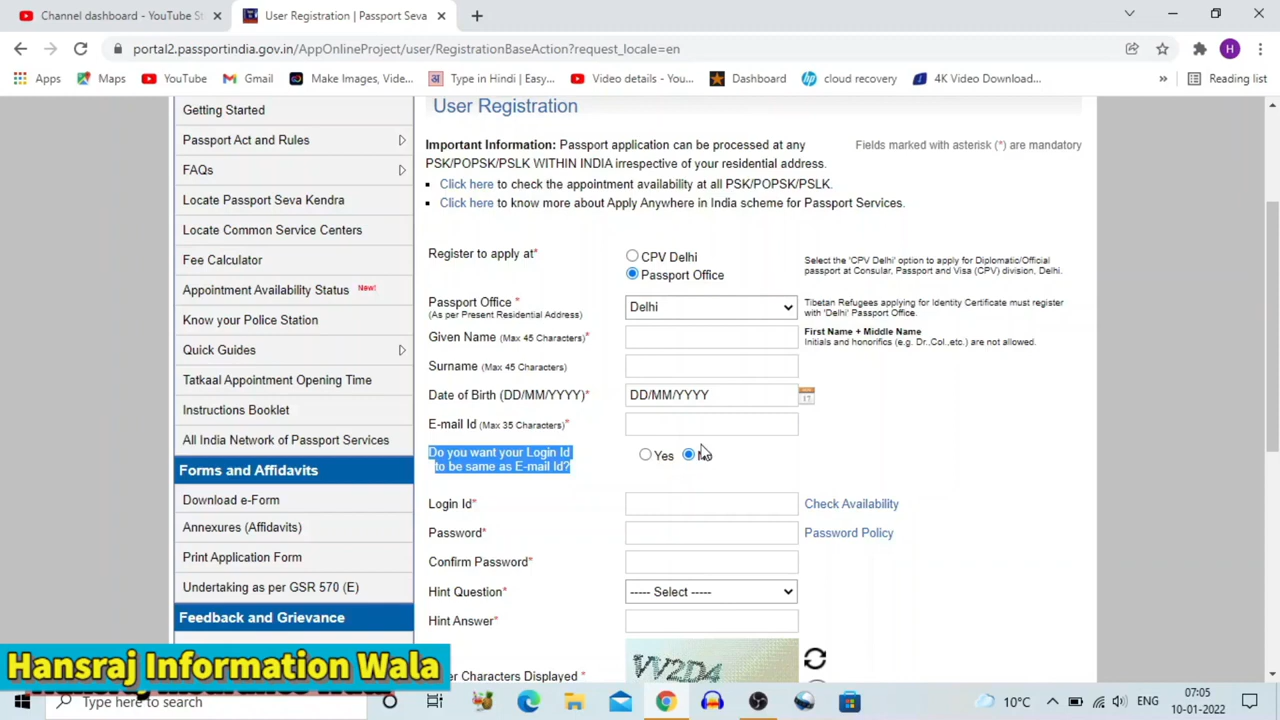 Channel dashboard - YouTube St
User Registration | Passport Seva
portal2.passportindia.gov.in/AppOnlineProject/user/RegistrationBaseAction?request_locale=en
H
Apps
Maps
YouTube
Gmail
Make Images, Vide...
Type in Hindi | Easy...
Video details - You...
Dashboard
cloud recovery
4K Video Download...
»
Reading list
Getting Started
Passport Act and Rules
FAQs
Locate Passport Seva Kendra
Locate Common Service Centers
Fee Calculator
Appointment Availability Status New!
Know your Police Station
Quick Guides
Tatkaal Appointment Opening Time
Instructions Booklet
All India Network of Passport Services
Forms and Affidavits
Download e-Form
Annexures (Affidavits)
Print Application Form
Undertaking as per GSR 570 (E)
Feedback and Grievance
User Registration
Important Information: Passport application can be processed at any
PSK/POPSK/PSLK WITHIN INDIA irrespective of your residential address.
Fields marked with asterisk (*) are mandatory
Click here to check the appointment availability at all PSK/POPSK/PSLK.
Click here to know more about Apply Anywhere in India scheme for Passport Services.
Register to apply at*
CPV Delhi
Passport Office
Select the 'CPV Delhi' option to apply for Diplomatic/Official
passport at Consular, Passport and Visa (CPV) division, Delhi.
Passport Office *
(As per Present Residential Address)
Delhi
Tibetan Refugees applying for Identity Certificate must register
with 'Delhi' Passport Office.
Given Name (Max 45 Characters)*
First Name + Middle Name
Initials and honorifics (e.g. Dr.,Col.,etc.) are not allowed.
Surname (Max 45 Characters)
Date of Birth (DD/MM/YYYY)*
DD/MM/YYYY
17
E-mail Id (Max 35 Characters)*
Do you want your Login Id
to be same as E-mail Id?
Yes
Login Id*
Check Availability
Password*
Password Policy
Confirm Password*
Hint Question*
----- Select -----
Hint Answer*
VV2D4
Characters Displayed *
Hansraj Information Wala
Type here to search
10°C
ENG
07:05
10-01-2022